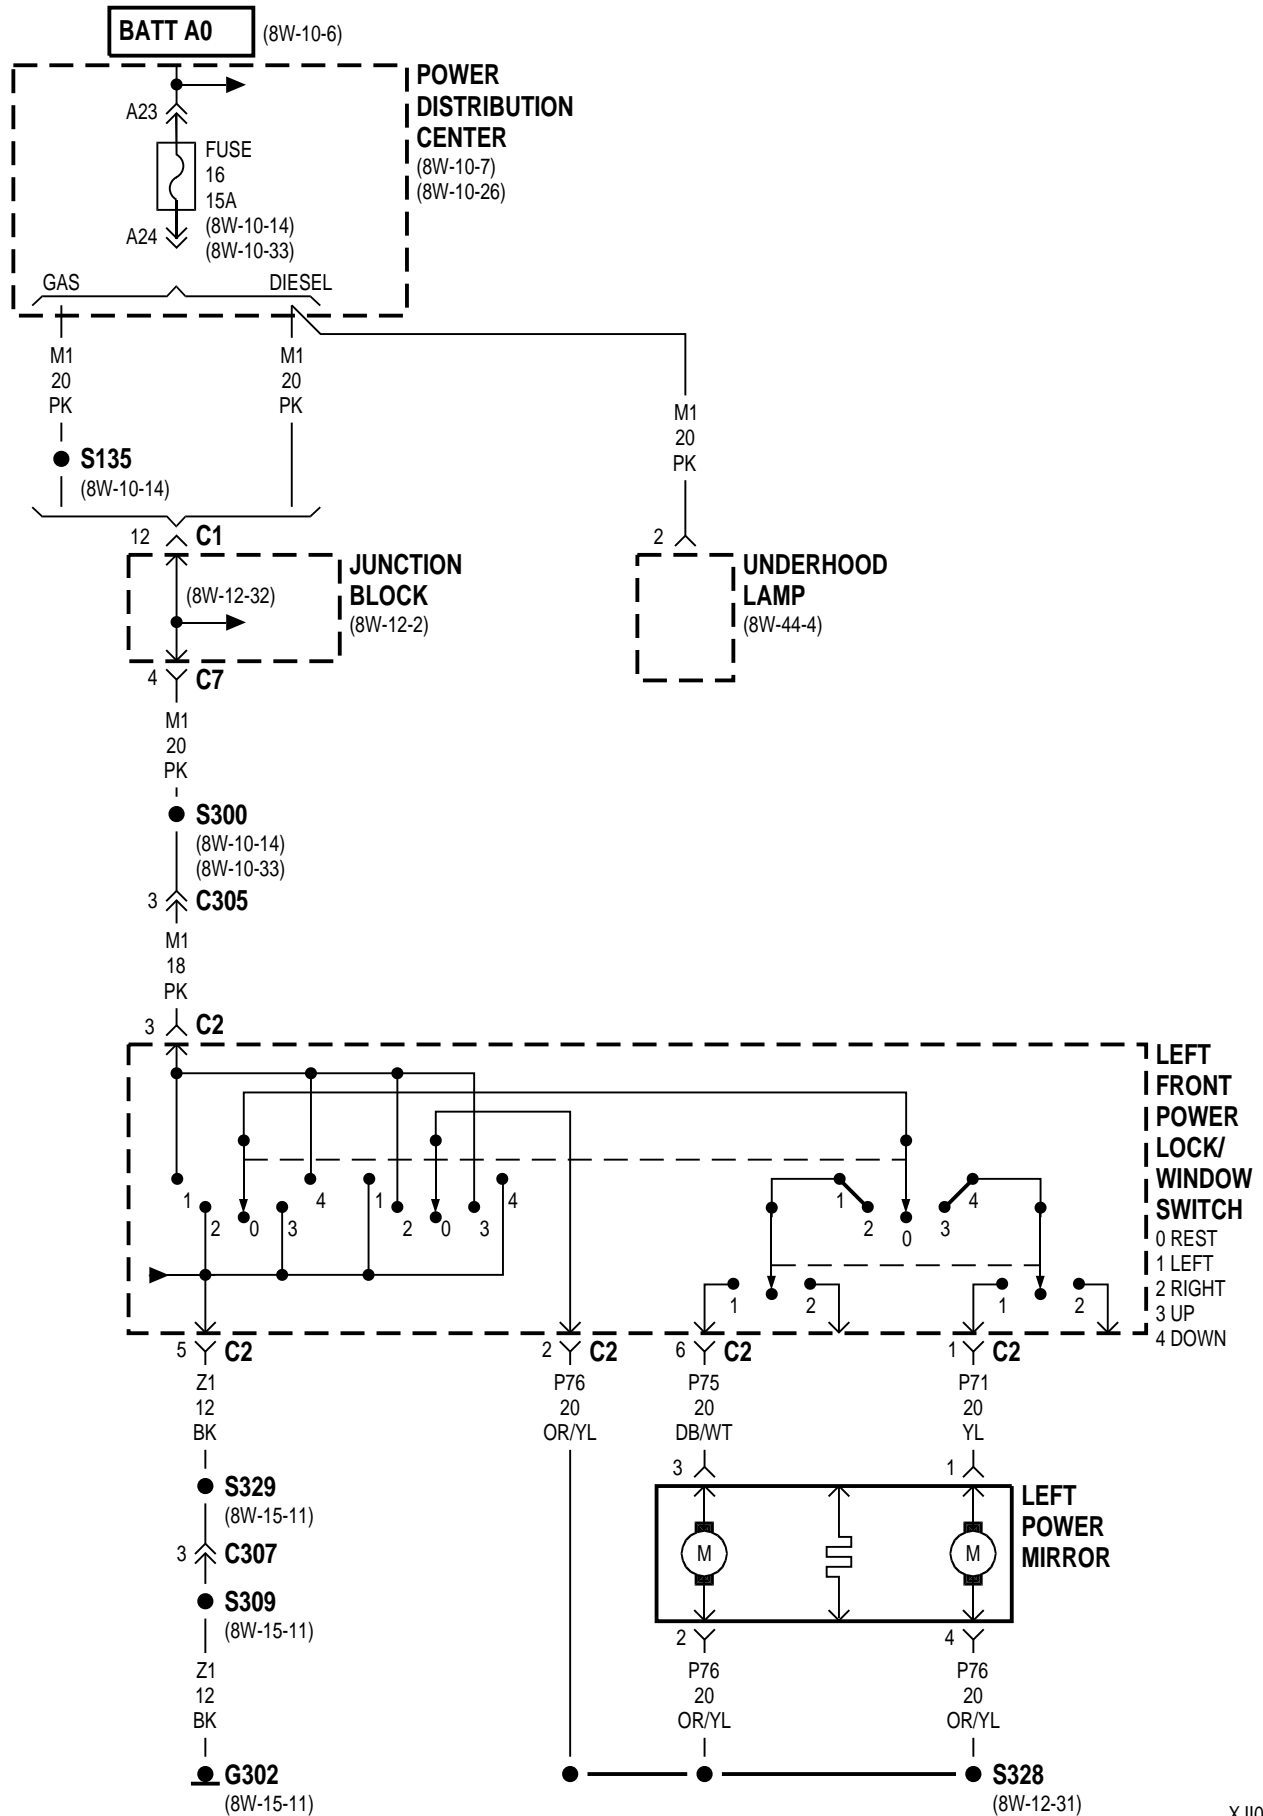 BATT A0 (8W-10-6)
POWER
DISTRIBUTION
CENTER
(8W-10-7)
(8W-10-26)
A23
FUSE
16
15A
(8W-10-14)
(8W-10-33)
A24
GAS
DIESEL
M1
20
PK
M1
20
PK
M1
20
PK
S135
(8W-10-14)
12 C1
JUNCTION
BLOCK
(8W-12-2)
(8W-12-32)
2
UNDERHOOD
LAMP
(8W-44-4)
4 C7
M1
20
PK
S300
(8W-10-14)
(8W-10-33)
3 C305
M1
18
PK
3 C2
LEFT
FRONT
POWER
LOCK/
WINDOW
SWITCH
0 REST
1 LEFT
2 RIGHT
3 UP
4 DOWN
1 2 0 3 4
1 2 0 3 4
1 2 0 3 4
1 2
1 2
5 C2
2 C2
6 C2
1 C2
Z1
12
BK
P76
20
OR/YL
P75
20
DB/WT
P71
20
YL
3
1
S329
(8W-15-11)
3 C307
S309
(8W-15-11)
LEFT
POWER
MIRROR
M
M
2
4
Z1
12
BK
P76
20
OR/YL
P76
20
OR/YL
G302
(8W-15-11)
S328
(8W-12-31)